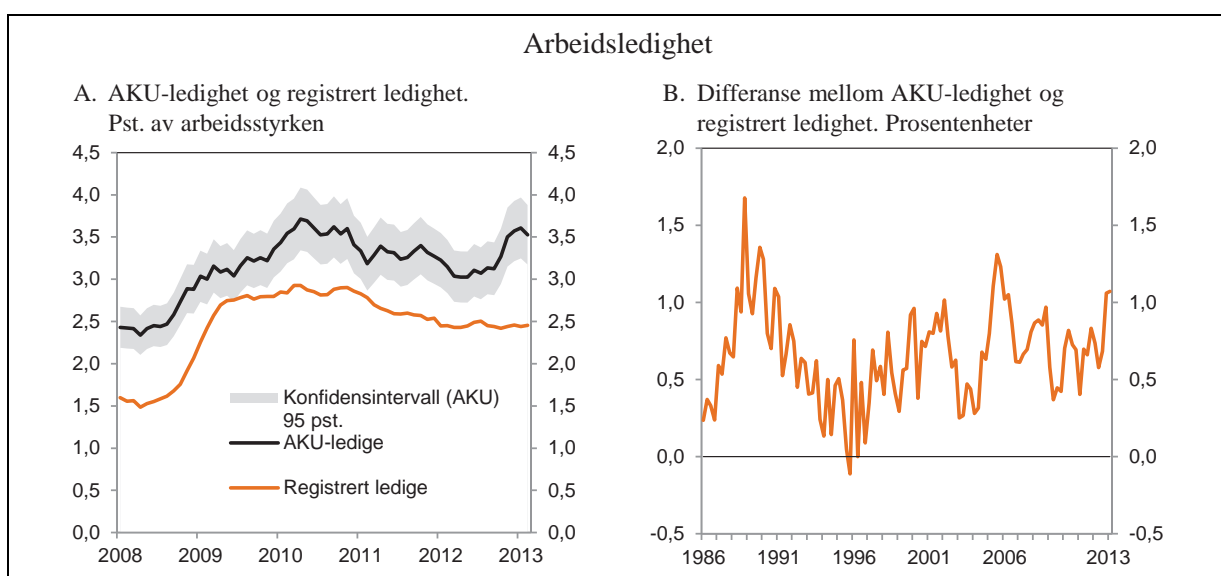 Arbeidsledighet
A. AKU-ledighet og registrert ledighet.
Pst. av arbeidsstyrken
4,5 4,5
4,0 4,0
3,5 3,5
3,0 3,0
2,5 2,5
2,0 2,0
1,5 1,5
1,0 1,0
0,5 0,5
0,0 0,0
Konfidensintervall (AKU)
95 pst.
AKU-ledige
Registrert ledige
2008 2009 2010 2011 2012 2013
B. Differanse mellom AKU-ledighet og
registrert ledighet. Prosentenheter
2,0 2,0
1,5 1,5
1,0 1,0
0,5 0,5
0,0 0,0
-0,5 -0,5
1986 1991 1996 2001 2006 2013